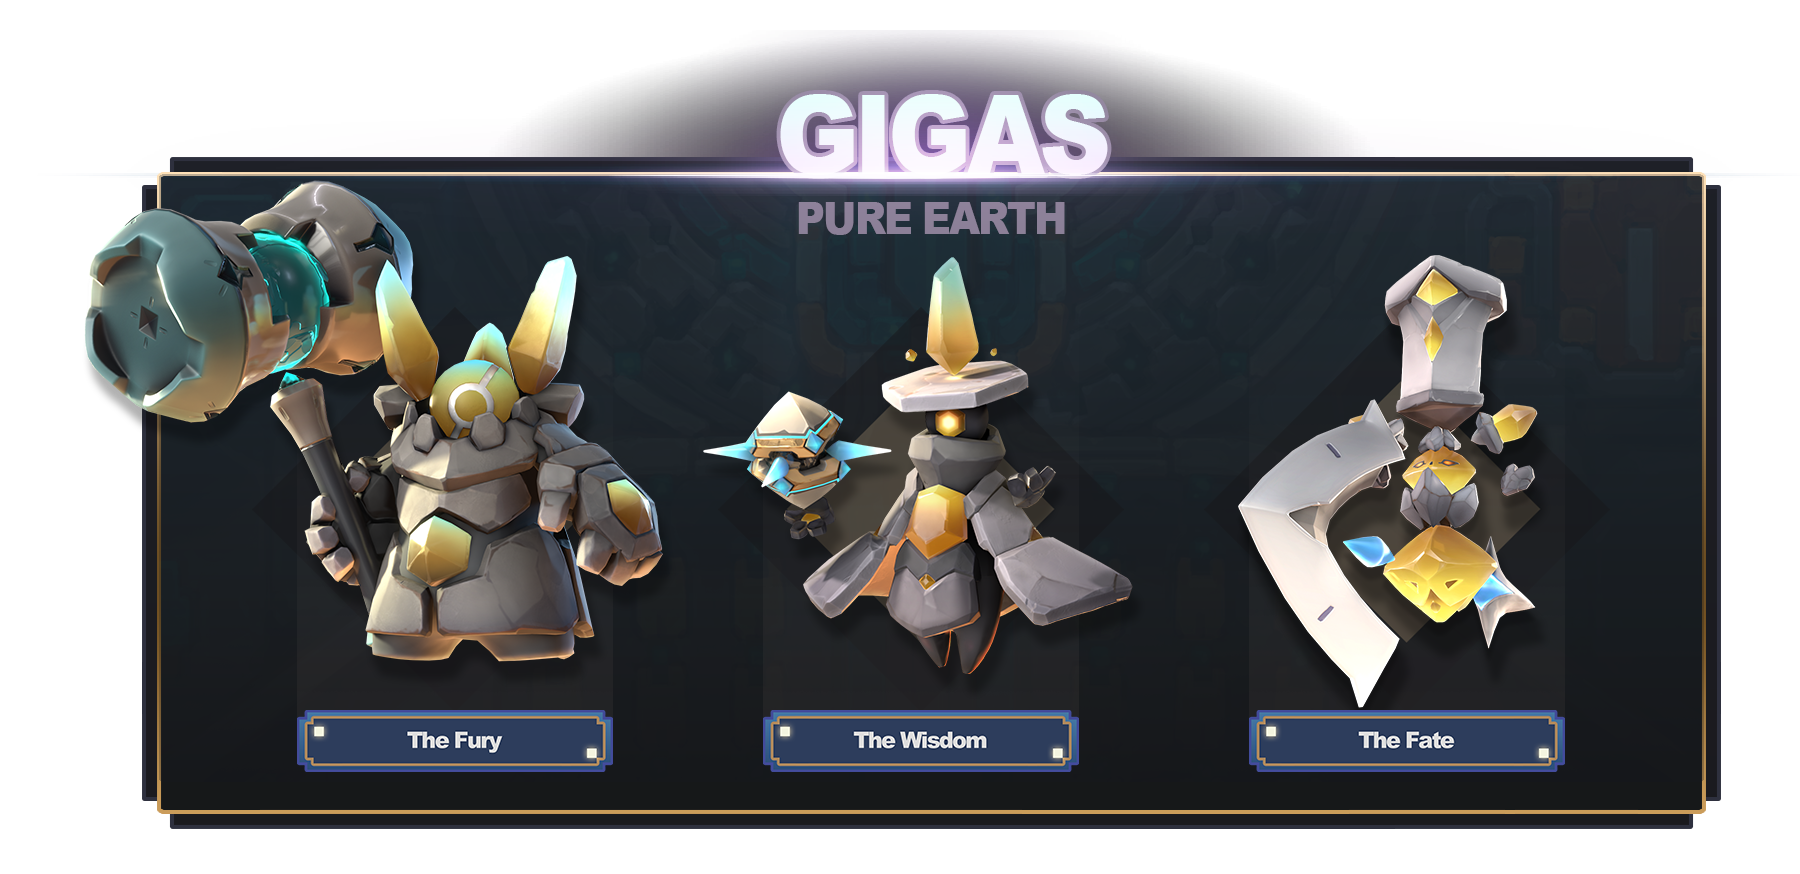 GIGAS
PURE EARTH
The Fury
The Wisdom
The Fate